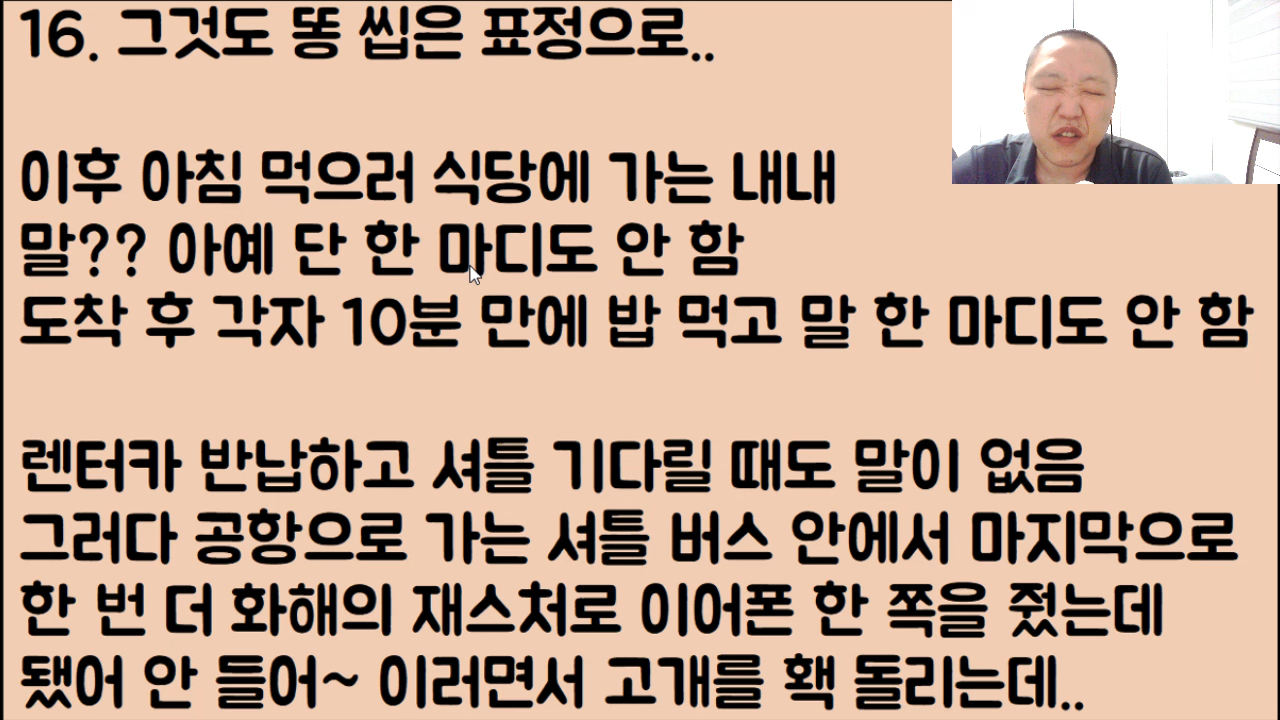 16. 그것도 똥 씹은 표정으로..
이후 아침 먹으러 식당에 가는 내내
말?? 아예 단 한 마디도 안 함
도착 후 각자 10분 만에 밥 먹고 말 한 마디도 안 함
렌터카 반납하고 셔틀 기다릴 때도 말이 없음
그러다 공항으로 가는 셔틀 버스 안에서 마지막으로
한 번 더 화해의 재스처로 이어폰 한 쪽을 줬는데
됐어 안 들어~ 이러면서 고개를 홱 돌리는데..